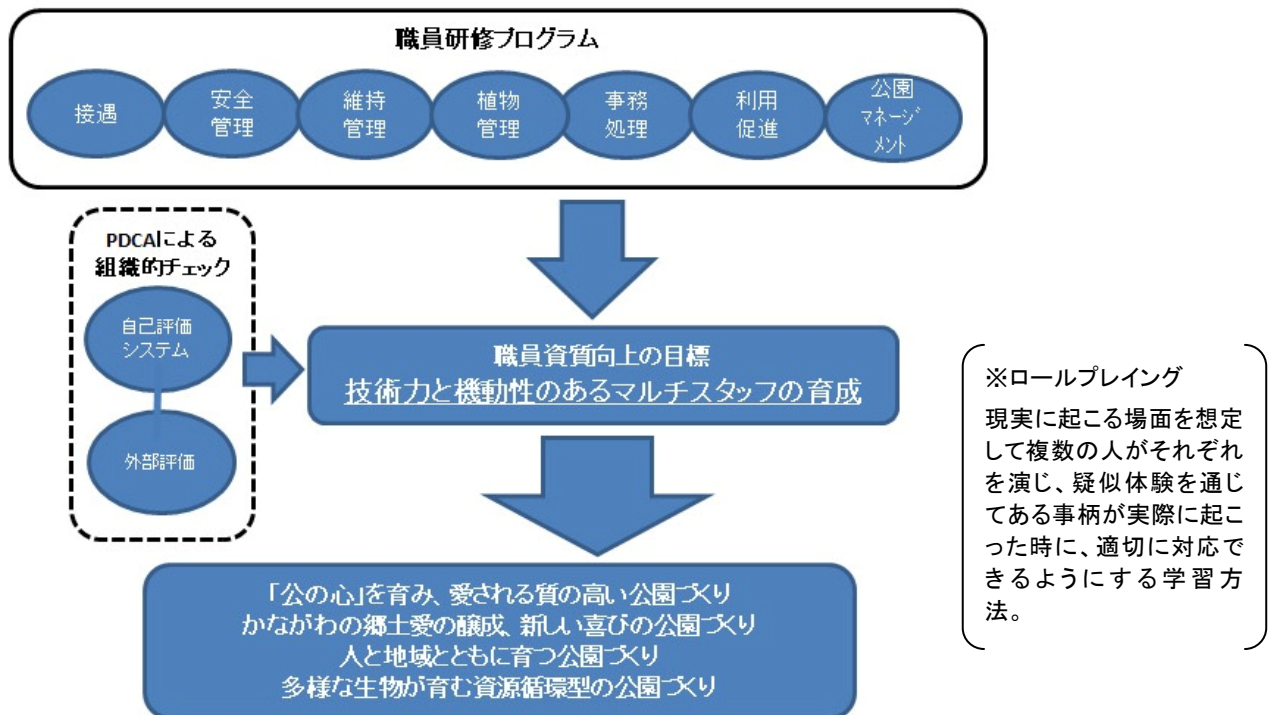 職員研修プログラム
接遇
安全
管理
維持
管理
植物
管理
事務
処理
利用
促進
公園
マネージ
メント
PDCAによる
組織的チェック
自己評価
システム
外部評価
職員資質向上の目標
技術力と機動性のあるマルチスタッフの育成
※ロールプレイング
現実に起こる場面を想定
して複数の人がそれぞれ
を演じ、疑似体験を通じ
てある事柄が実際に起こ
った時に、適切に対応で
きるようにする学習方
法。
「公の心」を育み、愛される質の高い公園づくり
かながわの郷土愛の醸成、新しい喜びの公園づくり
人と地域とともに育つ公園づくり
多様な生物が育む資源循環型の公園づくり